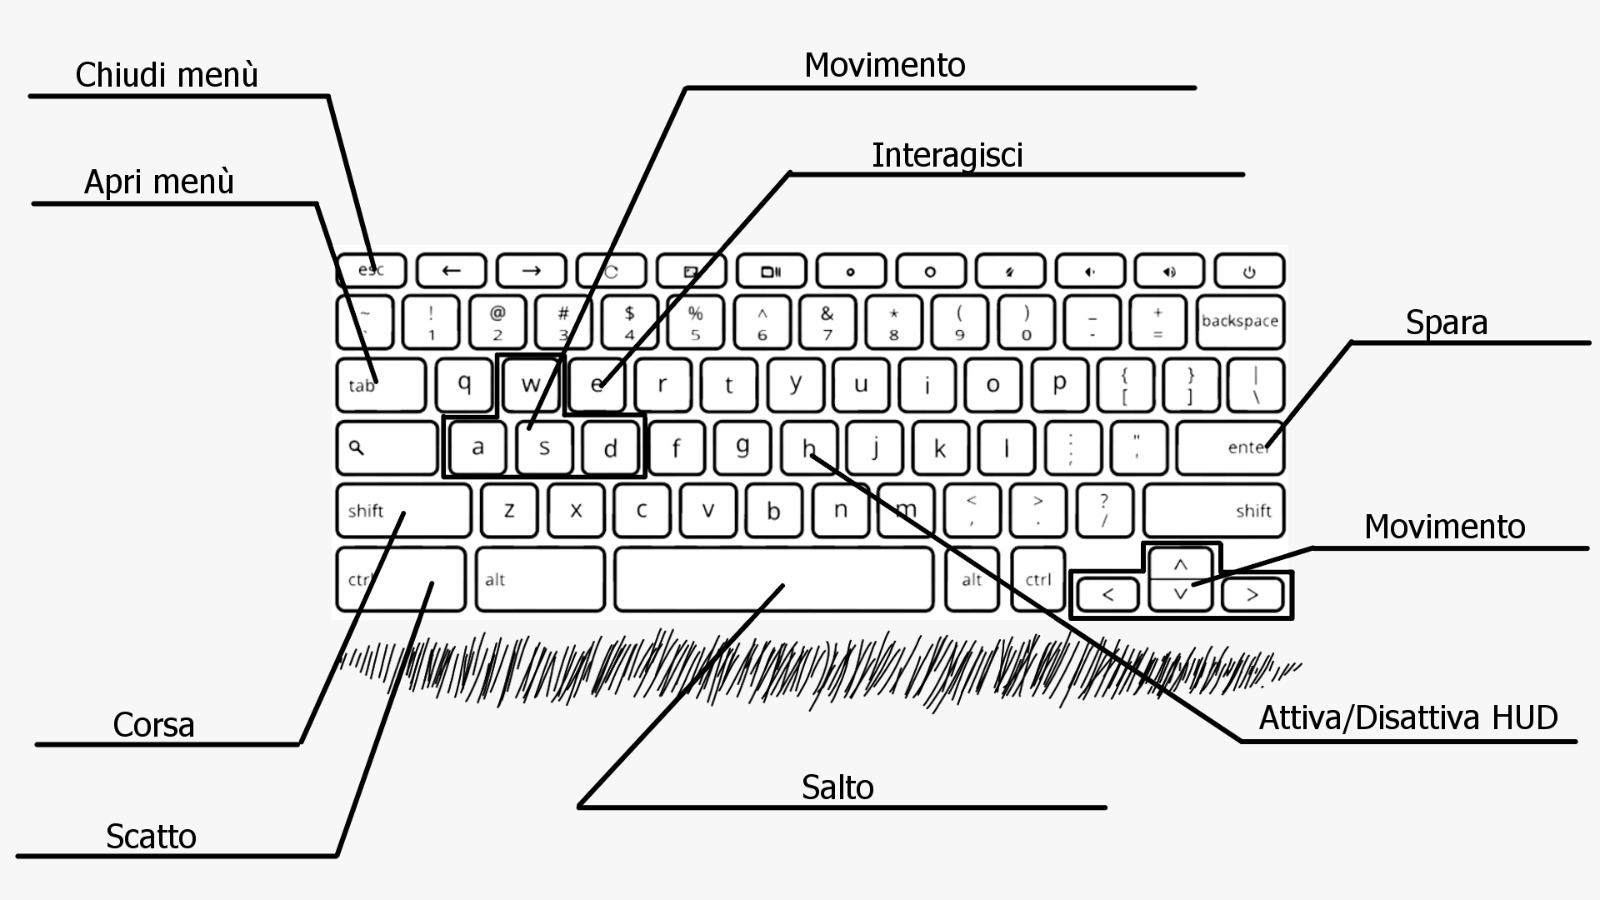 Chiudi menù
Movimento
Interagisci
Apri menù
esc ← →
~ ! @ # $ % ^ & * ( ) _ +
` 1 2 3 4 5 6 7 8 9 0 - = backspace
Spara
tab q w e r t y u i o p { } |
[ ] \
a s d f g h j k l : " enter
; '
shift z x c v b n m < > ? shift
, . /
Movimento
ctrl alt alt ctrl < ^ v >
Corsa
Attiva/Disattiva HUD
Salto
Scatto